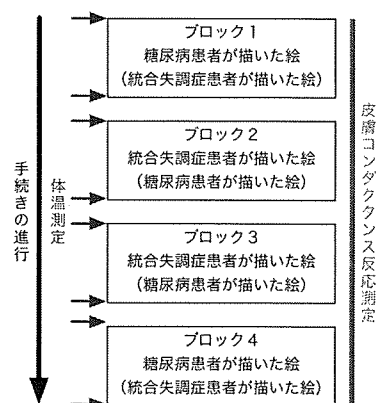 手続きの進行
体温測定
ブロック1
糖尿病患者が描いた絵
(統合失調症患者が描いた絵)
ブロック2
統合失調症患者が描いた絵
(糖尿病患者が描いた絵)
ブロック3
統合失調症患者が描いた絵
(糖尿病患者が描いた絵)
ブロック4
糖尿病患者が描いた絵
(統合失調症患者が描いた絵)
皮膚コンダクタンス反応測定